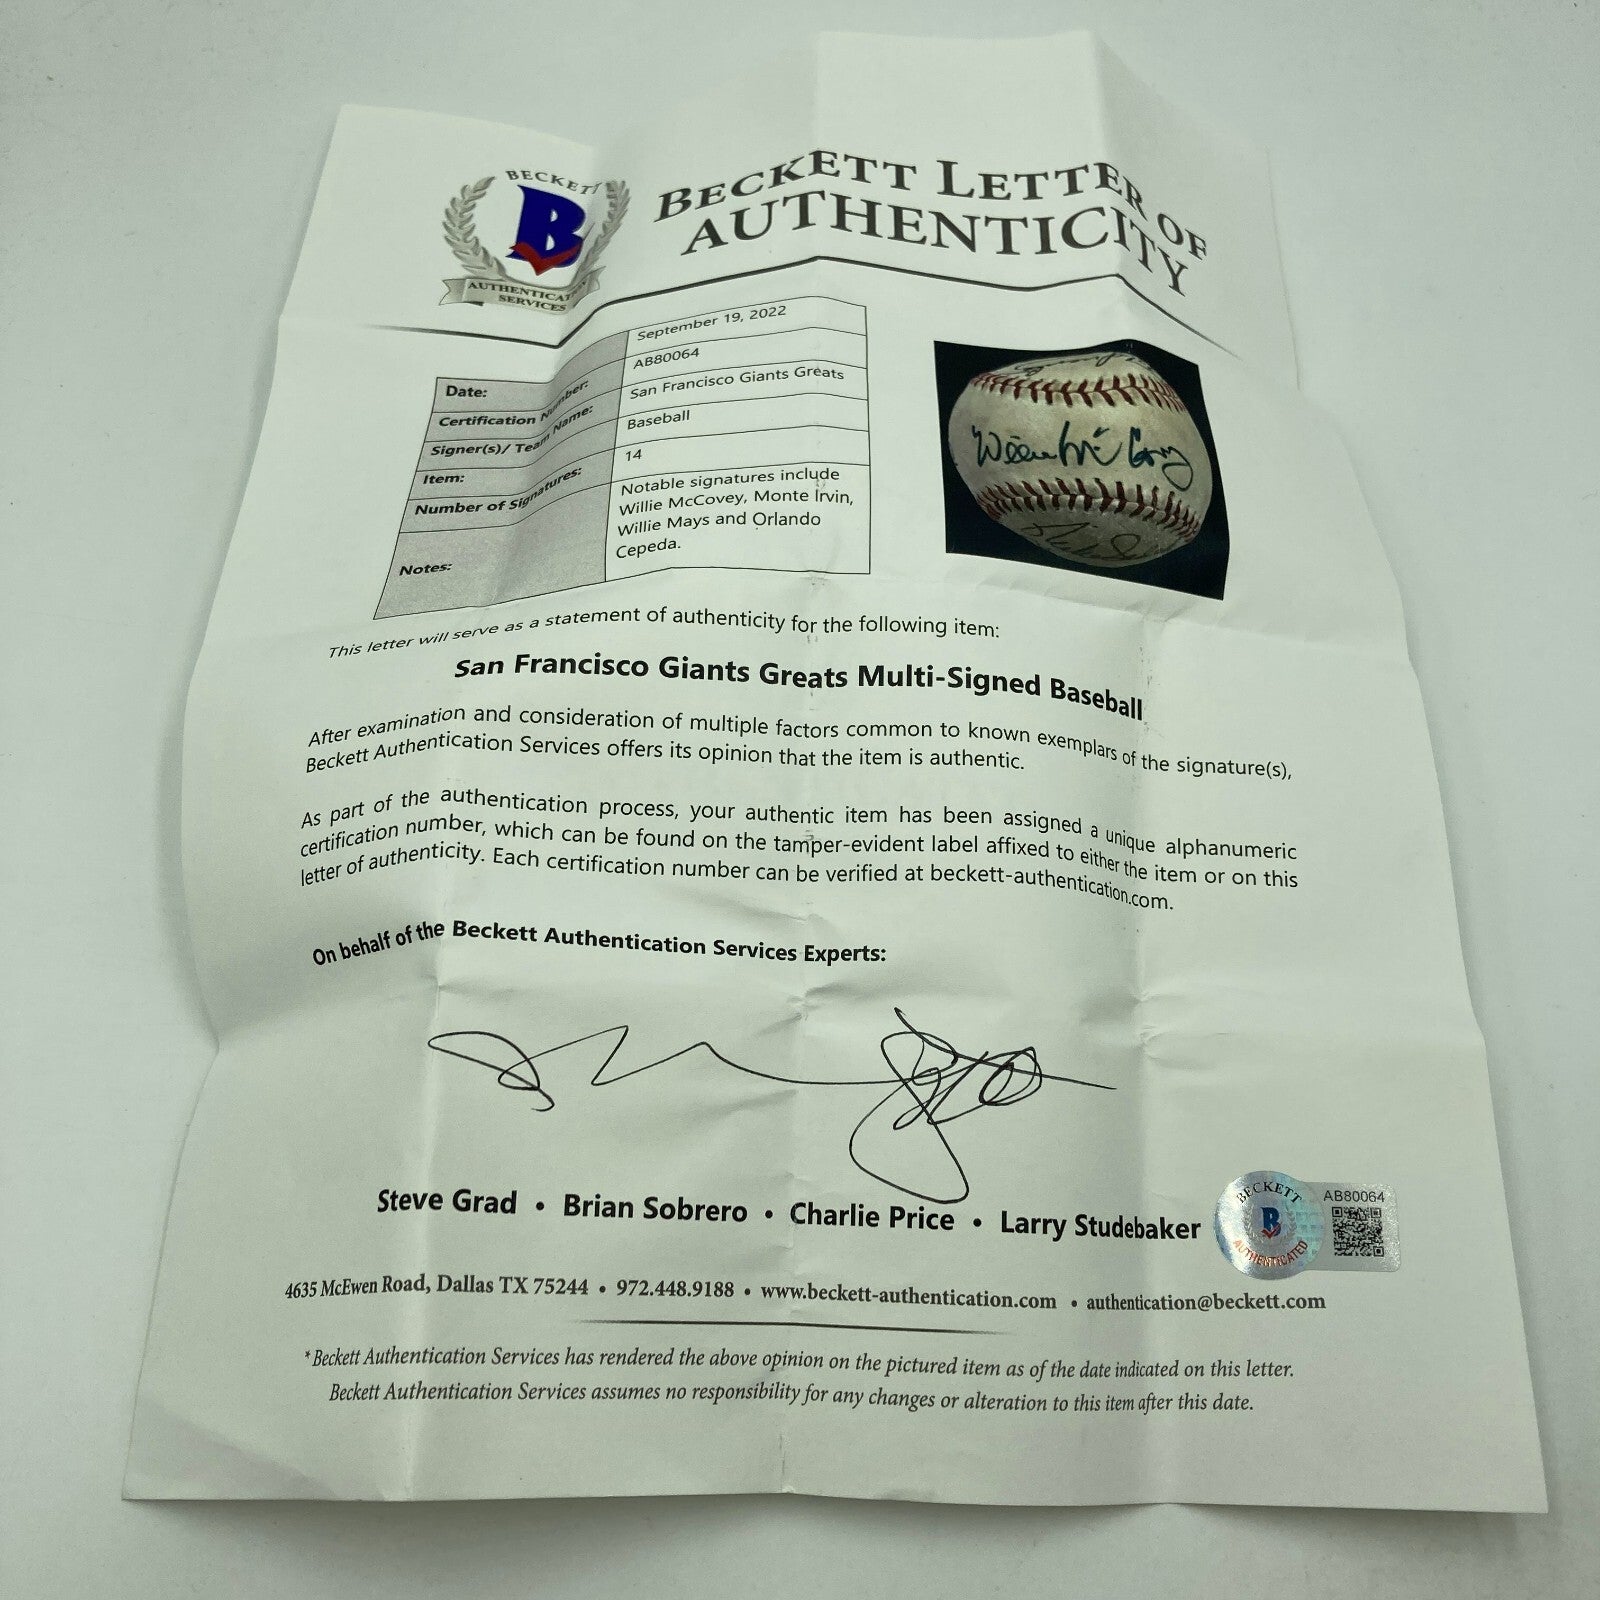 BECKETT
AUTHENTICATION
SERVICES
BECKETT LETTER OF
AUTHENTICITY
Date: September 19, 2022
Certification Number: AB80064
Signer(s)/ Team Name: San Francisco Giants Greats
Item: Baseball
Number of Signatures: 14
Notes: Notable signatures include
Willie McCovey, Monte Irvin,
Willie Mays and Orlando
Cepeda.
Willie McCovey
This letter will serve as a statement of authenticity for the following item:
San Francisco Giants Greats Multi-Signed Baseball
After examination and consideration of multiple factors common to known exemplars of the signature(s),
Beckett Authentication Services offers its opinion that the item is authentic.
As part of the authentication process, your authentic item has been assigned a unique alphanumeric
certification number, which can be found on the tamper-evident label affixed to either the item or on this
letter of authenticity. Each certification number can be verified at beckett-authentication.com.
On behalf of the Beckett Authentication Services Experts:
Steve Grad • Brian Sobrero • Charlie Price • Larry Studebaker
BECKETT
B
AUTHENTICATED
AB80064
4635 McEwen Road, Dallas TX 75244 • 972.448.9188 • www.beckett-authentication.com • authentication@beckett.com
*Beckett Authentication Services has rendered the above opinion on the pictured item as of the date indicated on this letter.
Beckett Authentication Services assumes no responsibility for any changes or alteration to this item after this date.